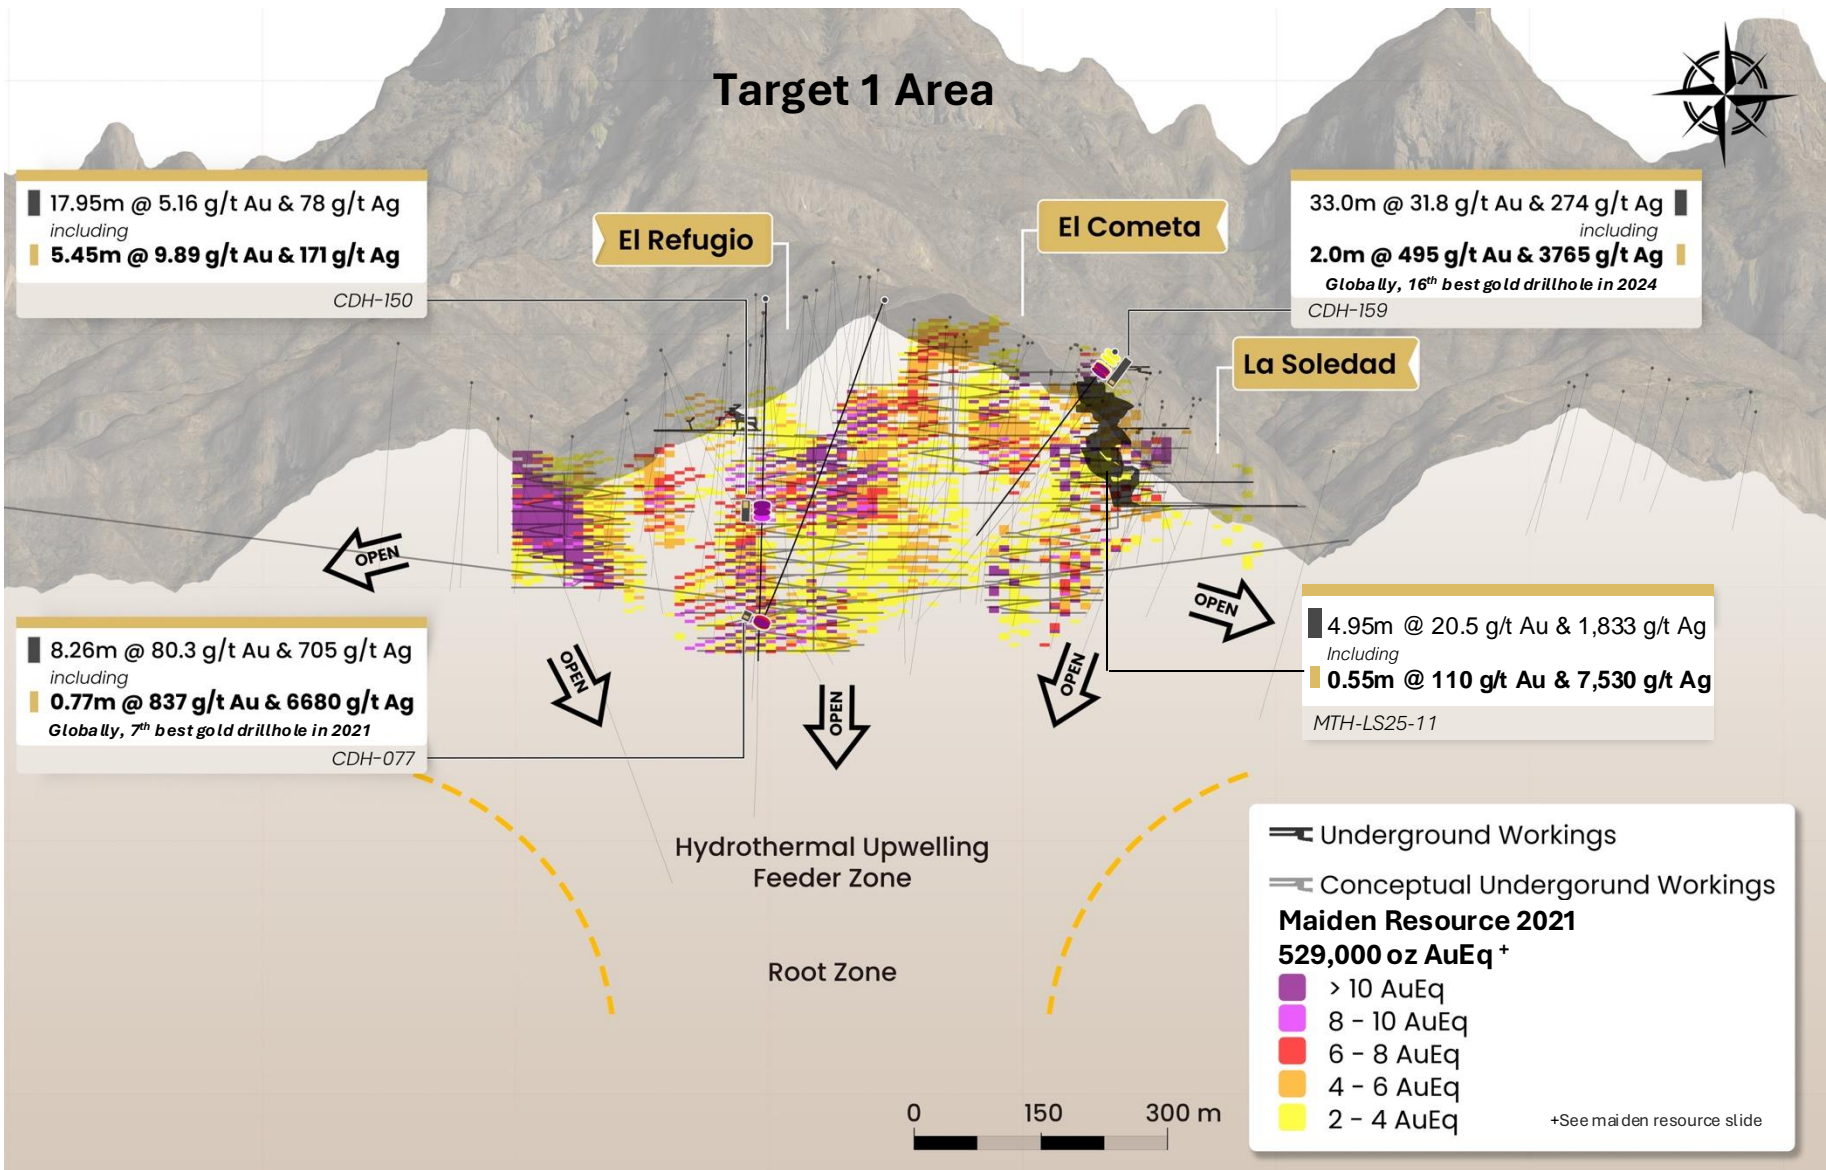 Target 1 Area
17.95m @ 5.16 g/t Au & 78 g/t Ag
including
5.45m @ 9.89 g/t Au & 171 g/t Ag
CDH-150
El Refugio
El Cometa
33.0m @ 31.8 g/t Au & 274 g/t Ag
including
2.0m @ 495 g/t Au & 3765 g/t Ag
Globally, 16th best gold drillhole in 2024
CDH-159
La Soledad
OPEN
OPEN
OPEN
OPEN
OPEN
8.26m @ 80.3 g/t Au & 705 g/t Ag
including
0.77m @ 837 g/t Au & 6680 g/t Ag
Globally, 7th best gold drillhole in 2021
CDH-077
4.95m @ 20.5 g/t Au & 1,833 g/t Ag
Including
0.55m @ 110 g/t Au & 7,530 g/t Ag
MTH-LS25-11
Hydrothermal Upwelling
Feeder Zone
Root Zone
Underground Workings
Conceptual Undergorund Workings
Maiden Resource 2021
529,000 oz AuEq +
> 10 AuEq
8 - 10 AuEq
6 - 8 AuEq
4 - 6 AuEq
2 - 4 AuEq
+See maiden resource slide
0 150 300 m